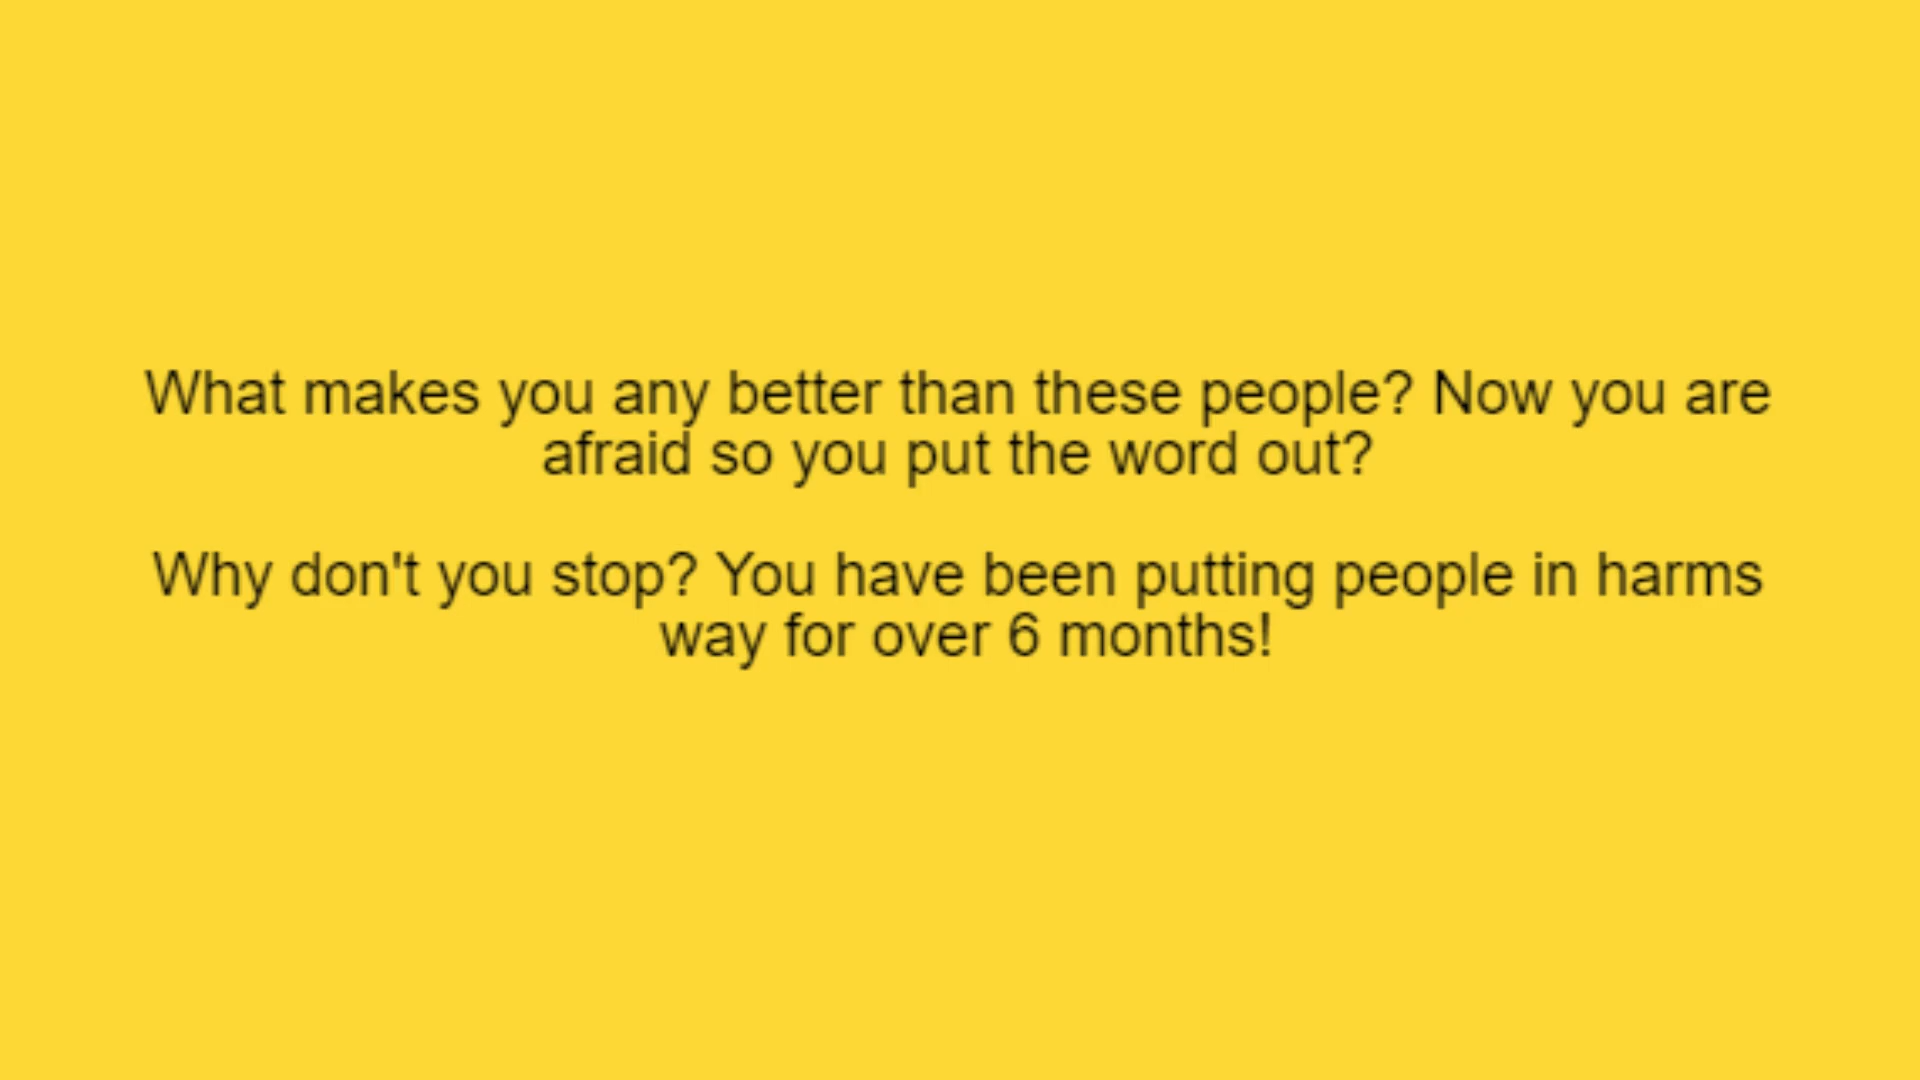 What makes you any better than these people? Now you are
afraid so you put the word out?
Why don't you stop? You have been putting people in harms
way for over 6 months!